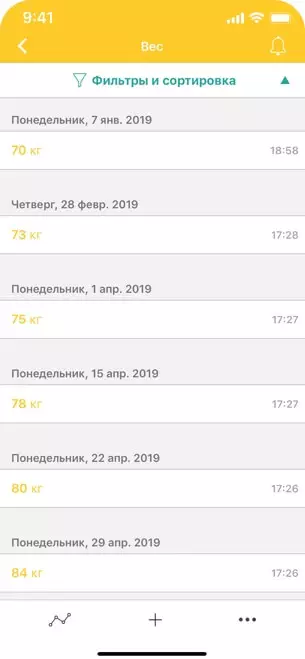 9:41
Вес
Фильтры и сортировка
Понедельник, 7 янв. 2019
70 кг 18:58
Четверг, 28 февр. 2019
73 кг 17:28
Понедельник, 1 апр. 2019
75 кг 17:27
Понедельник, 15 апр. 2019
78 кг 17:27
Понедельник, 22 апр. 2019
80 кг 17:26
Понедельник, 29 апр. 2019
84 кг 17:26